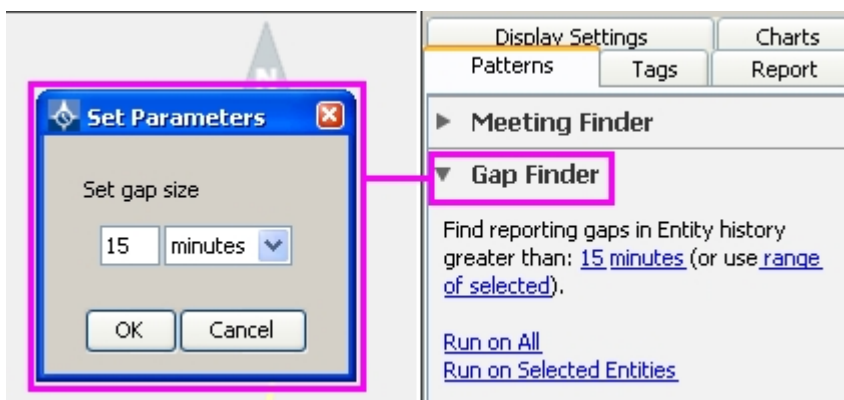 N
Set Parameters
Set gap size
15 minutes
OK Cancel
Display Settings Charts
Patterns Tags Report
Meeting Finder
Gap Finder
Find reporting gaps in Entity history
greater than: 15 minutes (or use range
of selected).
Run on All
Run on Selected Entities